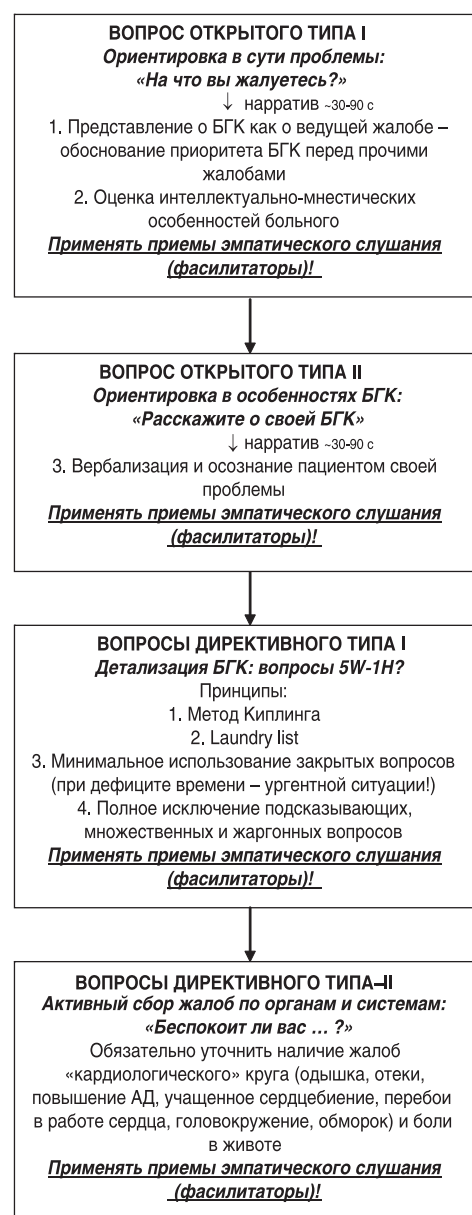 ВОПРОС ОТКРЫТОГО ТИПА I
Ориентировка в сути проблемы:
«На что вы жалуетесь?»
↓ нарратив ~30-90 с
1. Представление о БГК как о ведущей жалобе –
обоснование приоритета БГК перед прочими
жалобами
2. Оценка интеллектуально-мнестических
особенностей больного
Применять приемы эмпатического слушания
(фасилитаторы)!
ВОПРОС ОТКРЫТОГО ТИПА II
Ориентировка в особенностях БГК:
«Расскажите о своей БГК»
↓ нарратив ~30-90 с
3. Вербализация и осознание пациентом своей
проблемы
Применять приемы эмпатического слушания
(фасилитаторы)!
ВОПРОСЫ ДИРЕКТИВНОГО ТИПА I
Детализация БГК: вопросы 5W-1H?
Принципы:
1. Метод Киплинга
2. Laundry list
3. Минимальное использование закрытых вопросов
(при дефиците времени – ургентной ситуации!)
4. Полное исключение подсказывающих,
множественных и жаргонных вопросов
Применять приемы эмпатического слушания
(фасилитаторы)!
ВОПРОСЫ ДИРЕКТИВНОГО ТИПА–II
Активный сбор жалоб по органам и системам:
«Беспокоит ли вас … ?»
Обязательно уточнить наличие жалоб
«кардиологического» круга (одышка, отеки,
повышение АД, учащенное сердцебиение, перебои
в работе сердца, головокружение, обморок) и боли
в животе
Применять приемы эмпатического слушания
(фасилитаторы)!